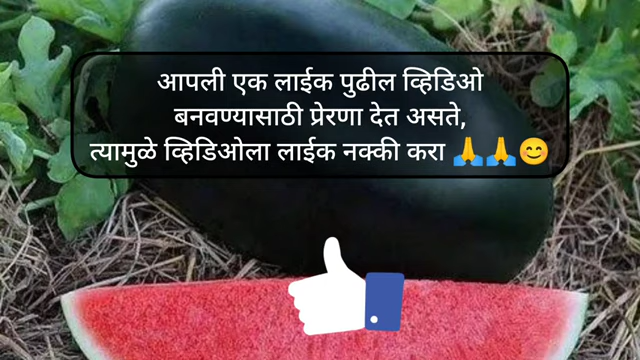 आपली एक लाईक पुढील व्हिडिओ
बनवण्यासाठी प्रेरणा देत असते,
त्यामुळे व्हिडिओला लाईक नक्की करा 🙏🙏😊